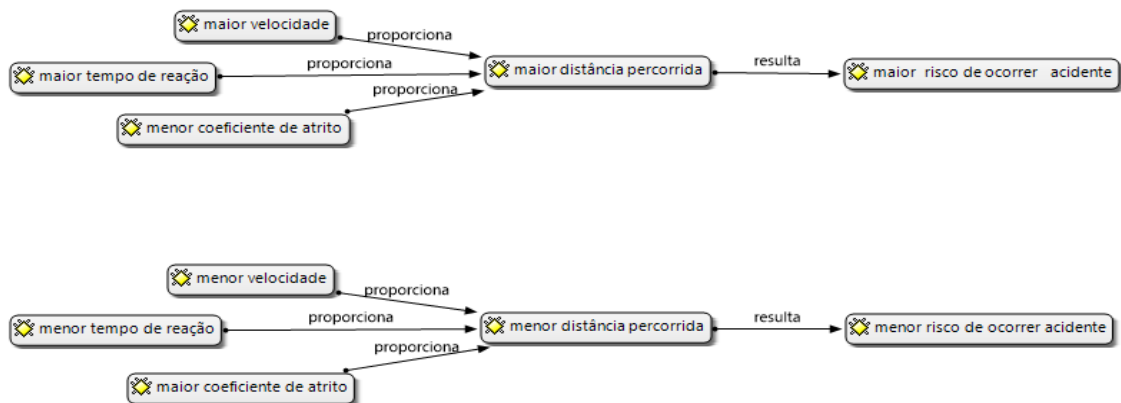 maior velocidade
proporciona
maior tempo de reação
proporciona
maior distância percorrida
resulta
maior risco de ocorrer acidente
proporciona
menor coeficiente de atrito
menor velocidade
proporciona
menor tempo de reação
proporciona
menor distância percorrida
resulta
menor risco de ocorrer acidente
proporciona
maior coeficiente de atrito